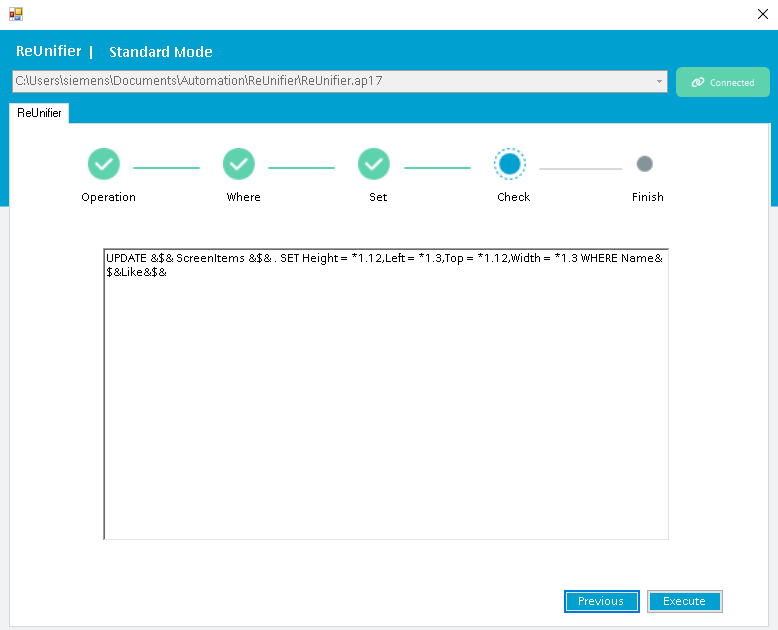 ReUnifier | Standard Mode
C:\Users\siemens\Documents\Automation\ReUnifier\ReUnifier.ap17
Connected
ReUnifier
Operation Where Set Check Finish
UPDATE &$& ScreenItems &$& . SET Height = *1.12,Left = *1.3,Top = *1.12,Width = *1.3 WHERE Name&
$&Like&$&
Previous Execute